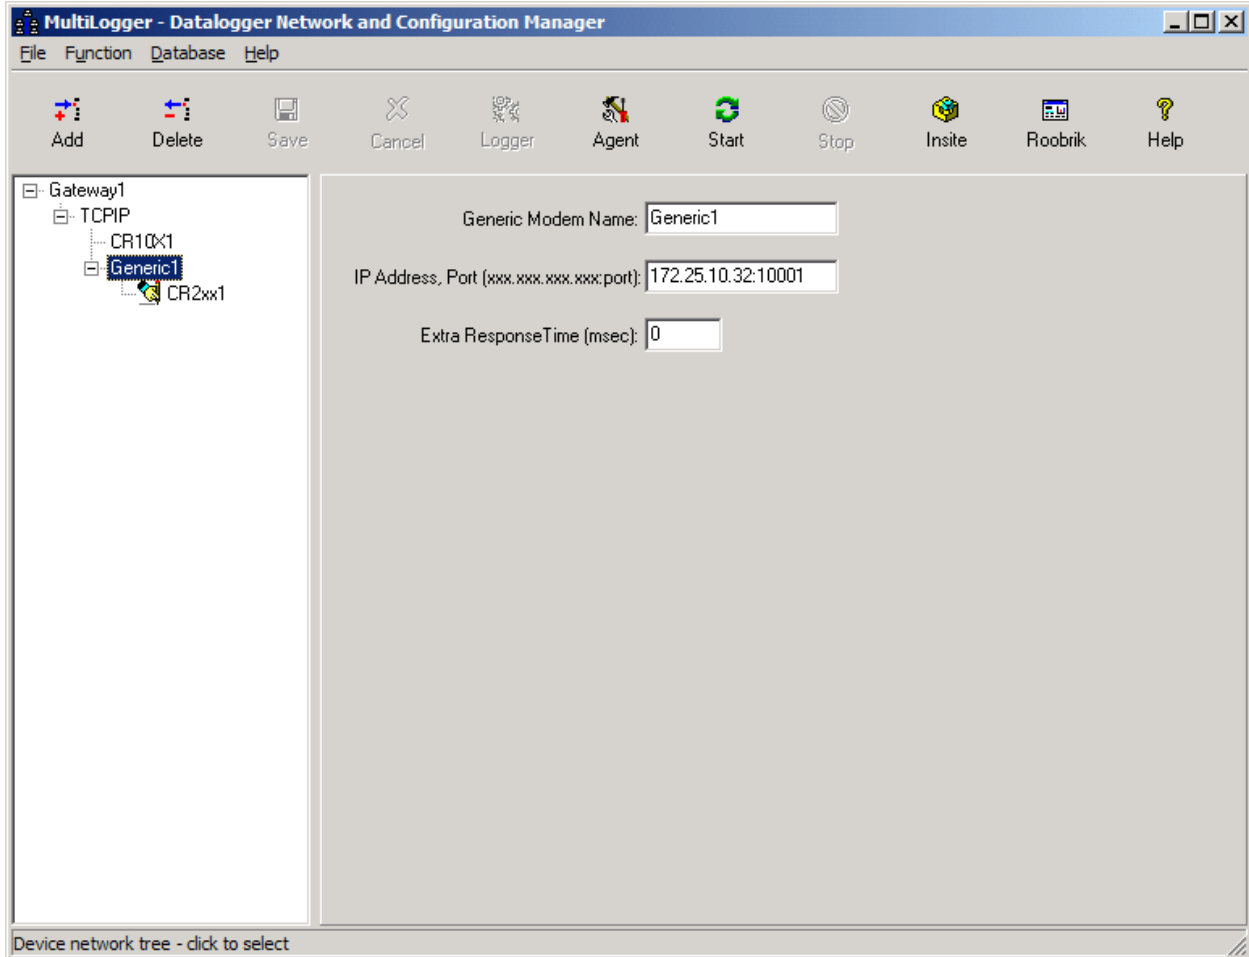 MultiLogger - Datalogger Network and Configuration Manager
File Function Database Help
Add Delete Save Cancel Logger Agent Start Stop Insite Roobrik Help
Gateway1
TCPIP
CR10X1
Generic1
CR2xx1
Generic Modem Name: Generic1
IP Address, Port (xxx.xxx.xxx.xxx:port): 172.25.10.32:10001
Extra ResponseTime (msec): 0
Device network tree - click to select